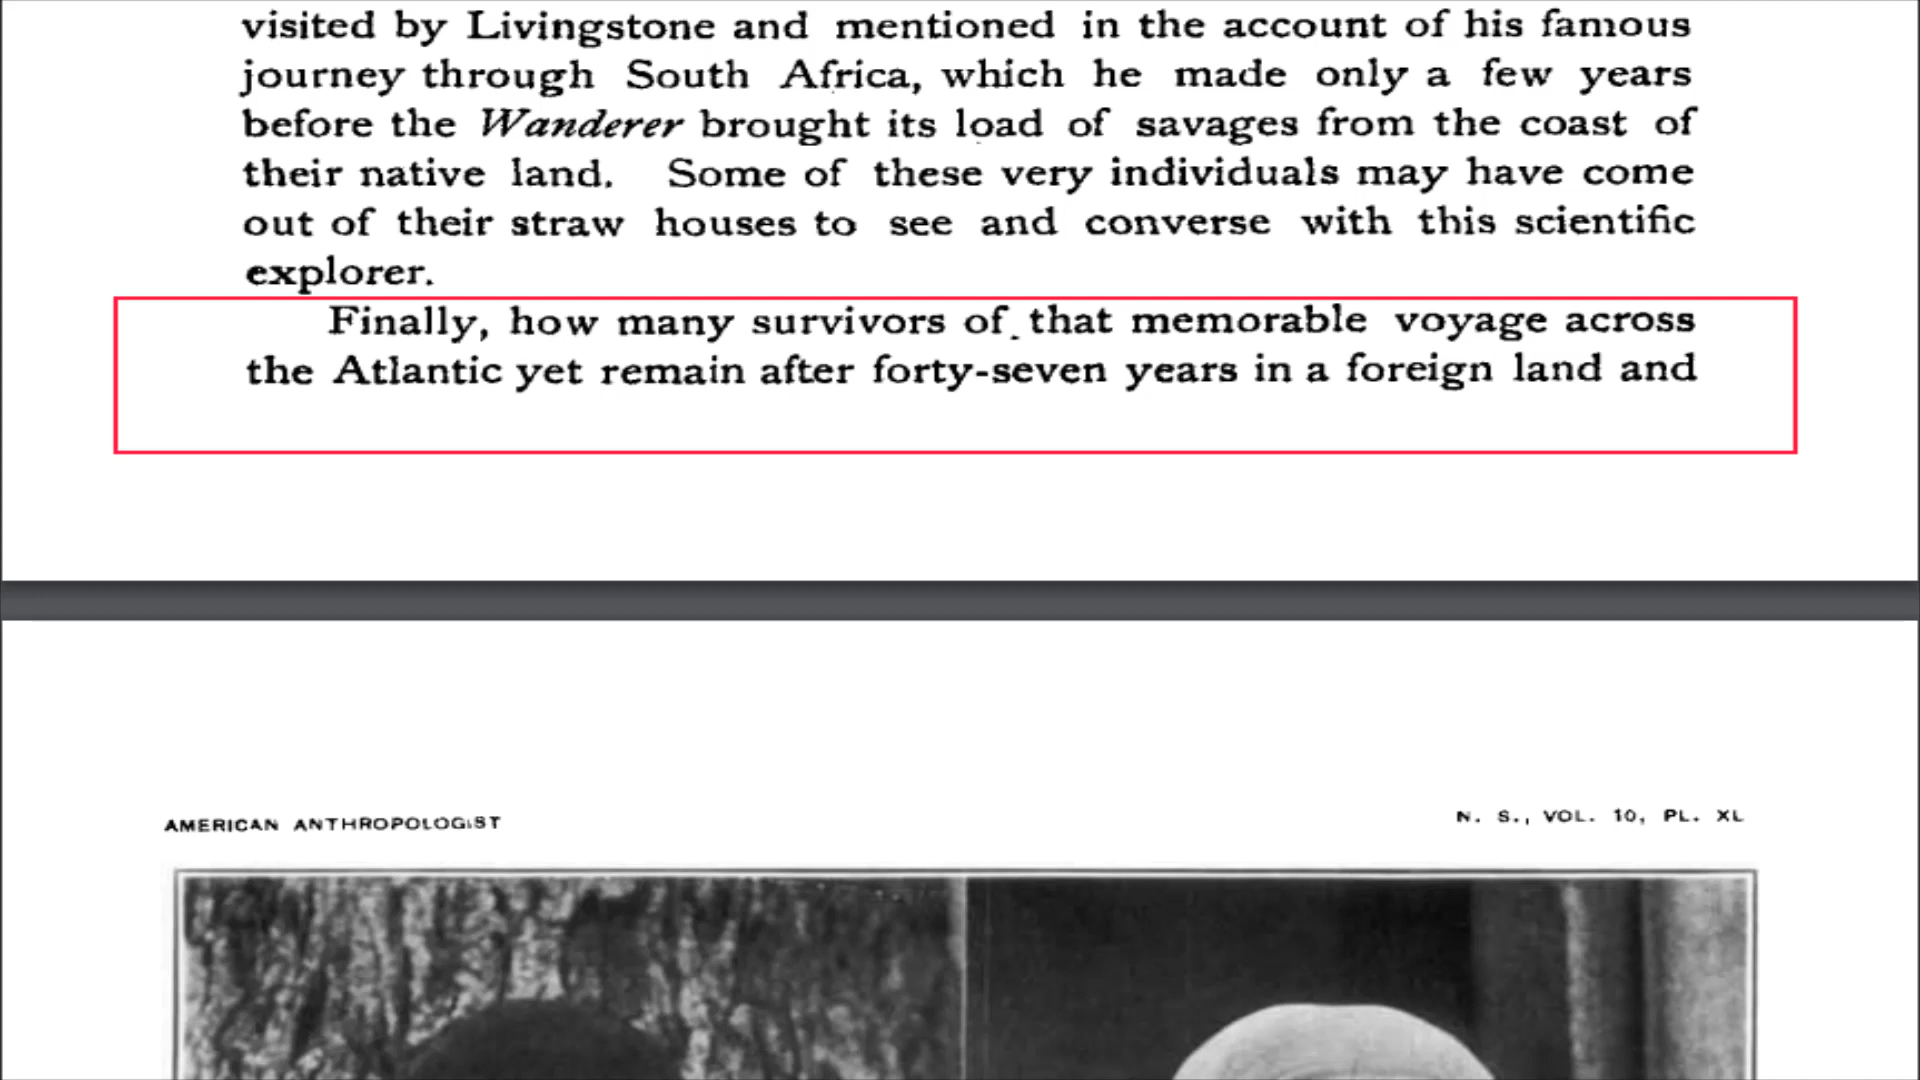 visited by Livingstone and mentioned in the account of his famous
journey through South Africa, which he made only a few years
before the Wanderer brought its load of savages from the coast of
their native land. Some of these very individuals may have come
out of their straw houses to see and converse with this scientific
explorer.
Finally, how many survivors of that memorable voyage across
the Atlantic yet remain after forty-seven years in a foreign land and
AMERICAN ANTHROPOLOGIST
N. S., VOL. 10, PL. XL